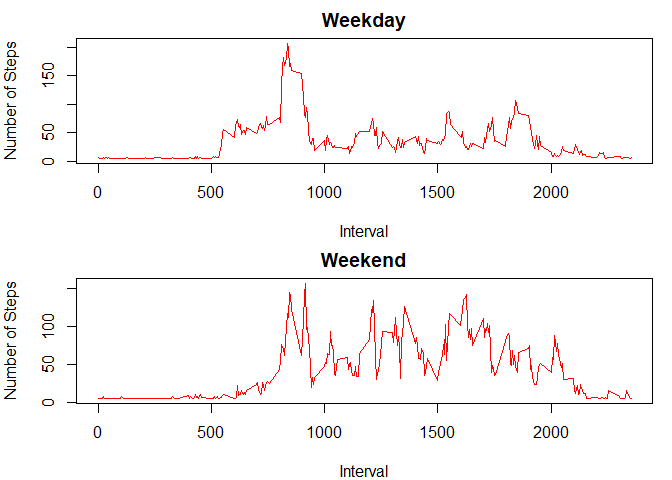 Weekday
Number of Steps
150
50
0
0 500 1000 1500 2000
Interval
Weekend
Number of Steps
100
50
0
0 500 1000 1500 2000
Interval